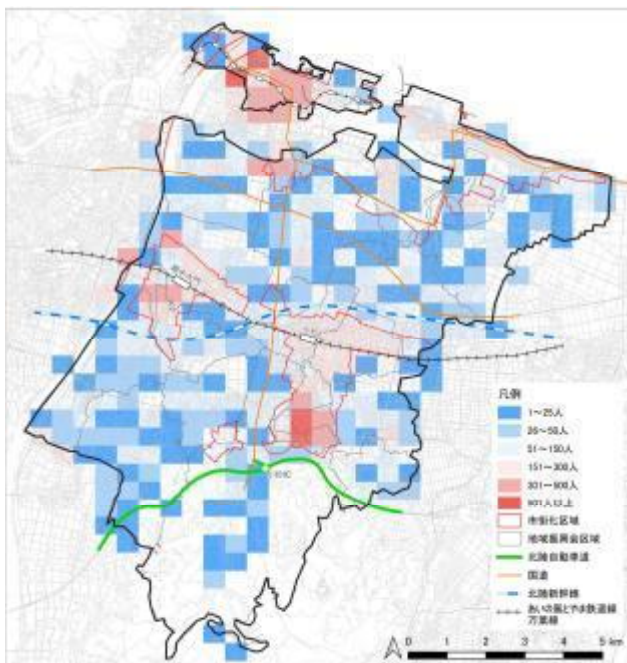 凡例
1～25人
26～50人
51～150人
151～300人
301～500人
501人以上
市街化区域
地域振興会区域
北陸自動車道
国道
北陸新幹線
あいの風とやま鉄道線
万葉線
0 1 2 3 4 5 km